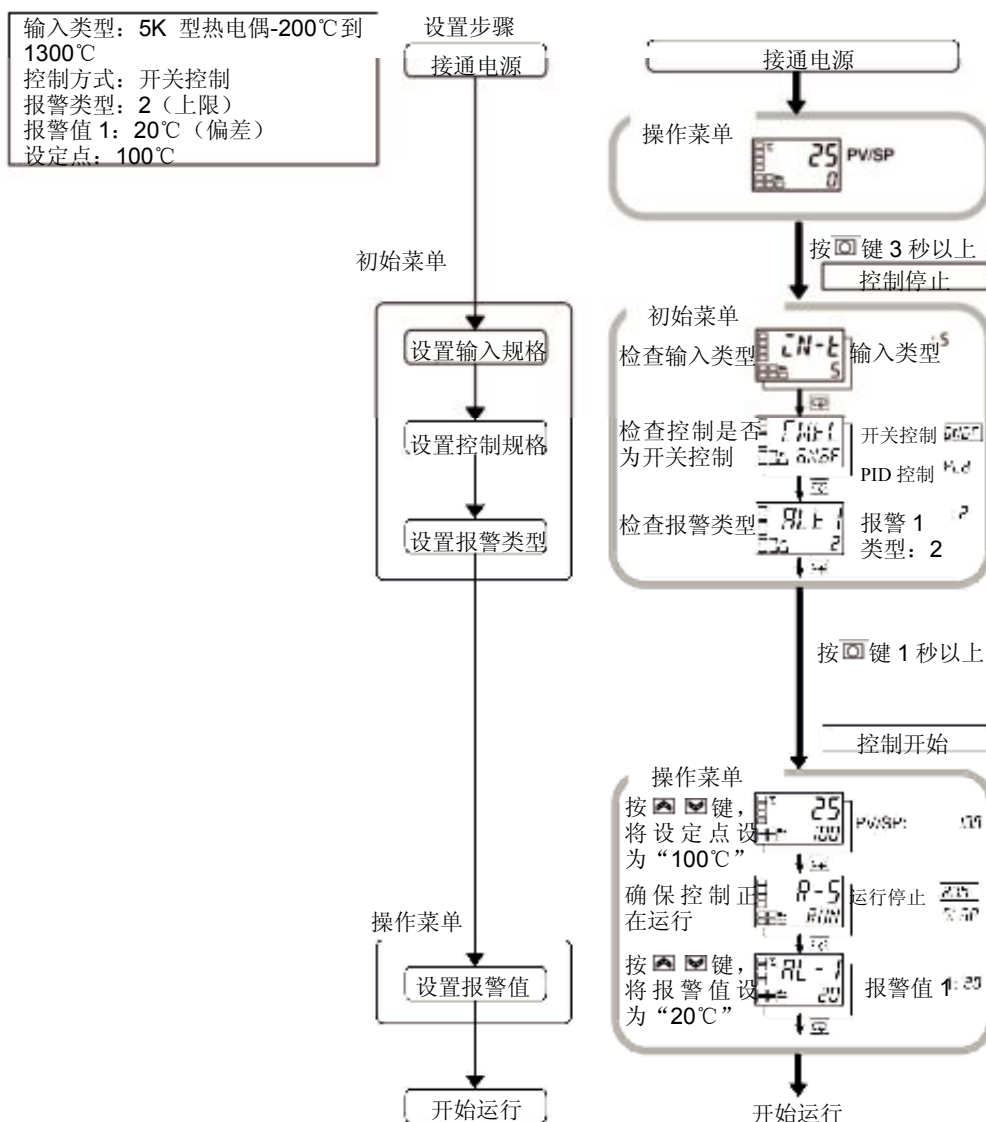 输入类型：5K 型热电偶-200℃到
1300℃
控制方式：开关控制
报警类型：2（上限）
报警值 1：20℃（偏差）
设定点：100℃
设置步骤
接通电源
初始菜单
设置输入规格
设置控制规格
设置报警类型
操作菜单
设置报警值
开始运行
接通电源
操作菜单
25 PV/SP
0
按 键 3 秒以上
控制停止
初始菜单
检查输入类型
5
输入类型 :5
检查控制是否
为开关控制
开关控制
PID 控制
检查报警类型
2
报警 1 :2
类型：2
按 键 1 秒以上
控制开始
操作菜单
按 键，
将设定点设
为“100℃”
25
100
PV/SP:
确保控制正
在运行
R-S
RUN
运行停止
按 键，
将报警值设
为“20℃”
AL-1
20
报警值 1: 20
开始运行